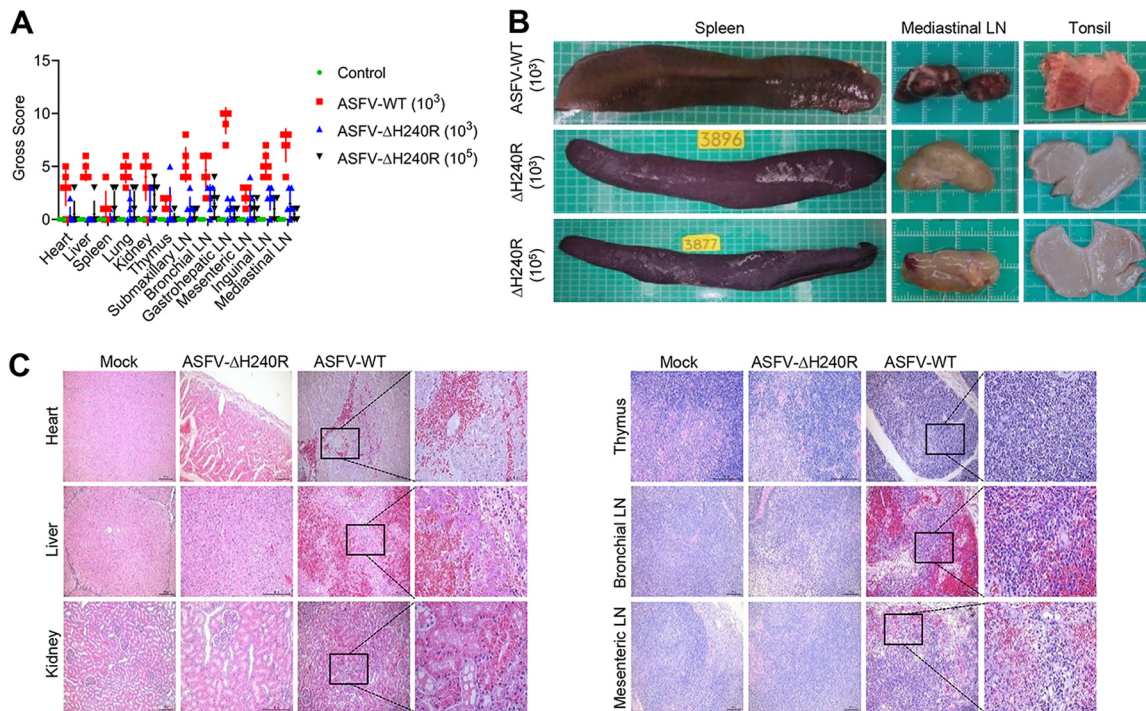 A
15
10
5
0
Gross Score
Control
ASFV-WT (10³)
ASFV-ΔH240R (10³)
ASFV-ΔH240R (10⁵)
Heart
Liver
Spleen
Lung
Kidney
Thymus
Submaxillary LN
Bronchial LN
Gastrohepatic LN
Mesenteric LN
Inguinal LN
Mediastinal LN
B
Spleen Mediastinal LN Tonsil
ASFV-WT
(10³)
ΔH240R
(10³)
3896
ΔH240R
(10⁵)
3877
C
Mock ASFV-ΔH240R ASFV-WT
Heart
Liver
Kidney
Mock ASFV-ΔH240R ASFV-WT
Thymus
Bronchial LN
Mesenteric LN